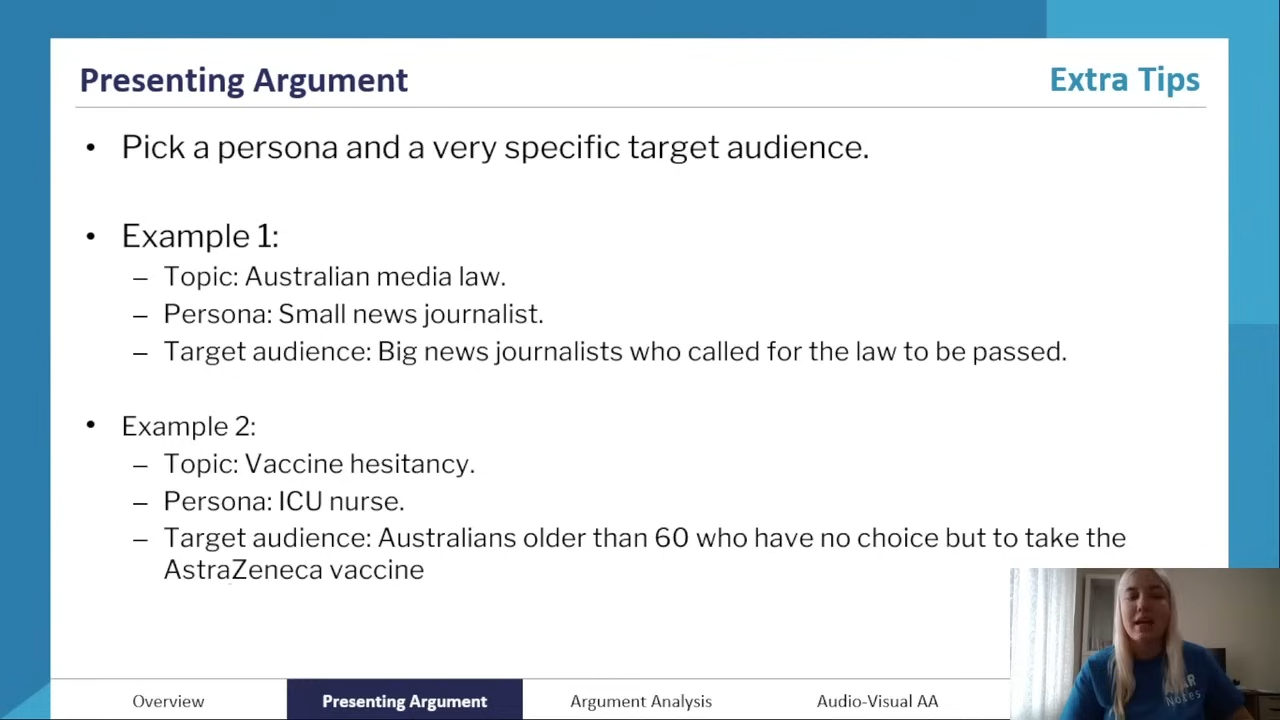 Presenting Argument
Extra Tips
• Pick a persona and a very specific target audience.
• Example 1:
– Topic: Australian media law.
– Persona: Small news journalist.
– Target audience: Big news journalists who called for the law to be passed.
• Example 2:
– Topic: Vaccine hesitancy.
– Persona: ICU nurse.
– Target audience: Australians older than 60 who have no choice but to take the
AstraZeneca vaccine
Overview
Presenting Argument
Argument Analysis
Audio-Visual AA
Notes